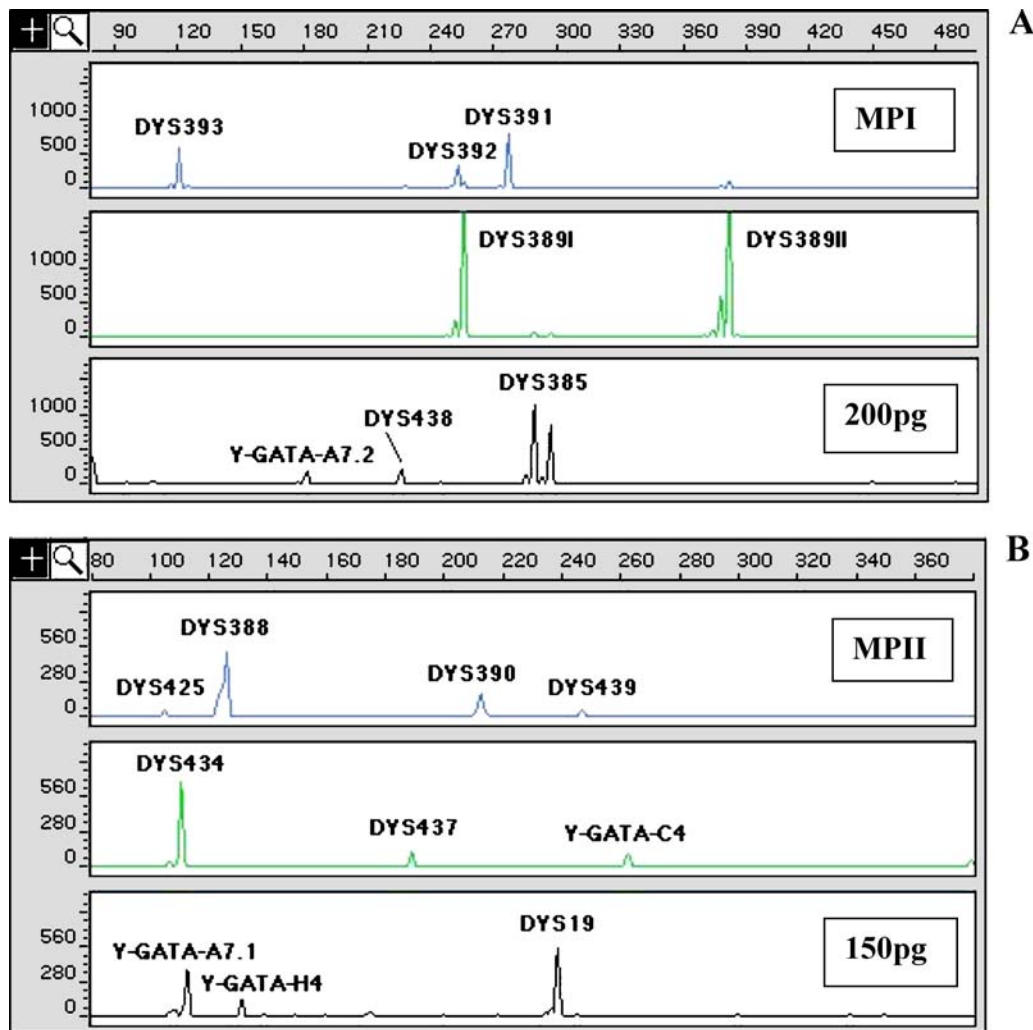 A
90 120 150 180 210 240 270 300 330 360 390 420 450 480
1000
500
0
DYS393
DYS392
DYS391
MPI
1000
500
0
DYS389I
DYS389II
1000
500
0
Y-GATA-A7.2
DYS438
DYS385
200pg
B
80 100 120 140 160 180 200 220 240 260 280 300 320 340 360
560
280
0
DYS425
DYS388
DYS390
DYS439
MPII
560
280
0
DYS434
DYS437
Y-GATA-C4
560
280
0
Y-GATA-A7.1
Y-GATA-H4
DYS19
150pg